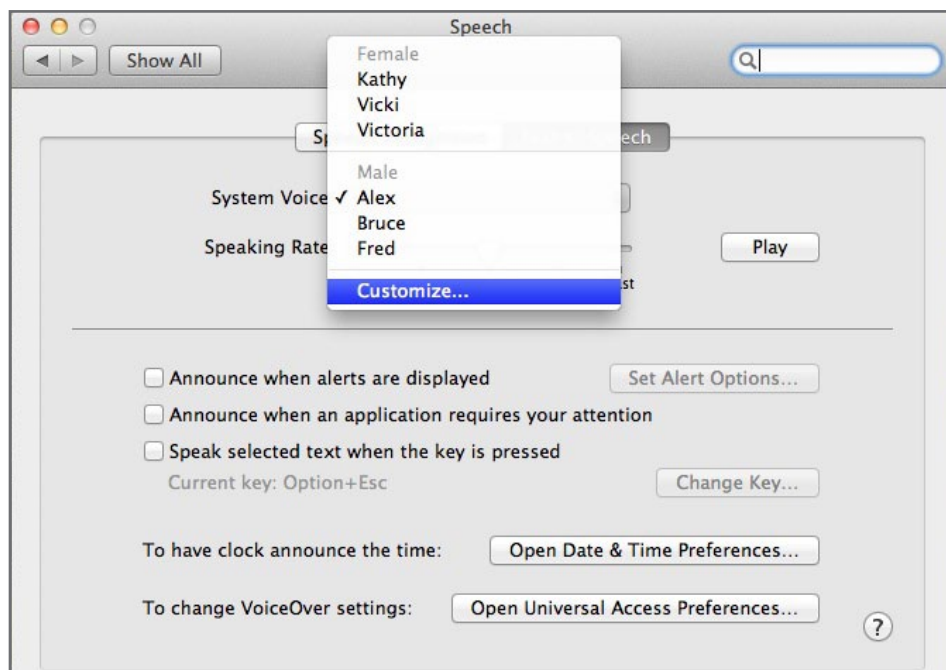 Speech
Show All
Female
Kathy
Vicki
Victoria
Male
System Voice ✓ Alex
Bruce
Speaking Rate Fred Play
Customize...
Announce when alerts are displayed Set Alert Options...
Announce when an application requires your attention
Speak selected text when the key is pressed
Current key: Option+Esc Change Key...
To have clock announce the time: Open Date & Time Preferences...
To change VoiceOver settings: Open Universal Access Preferences...
?